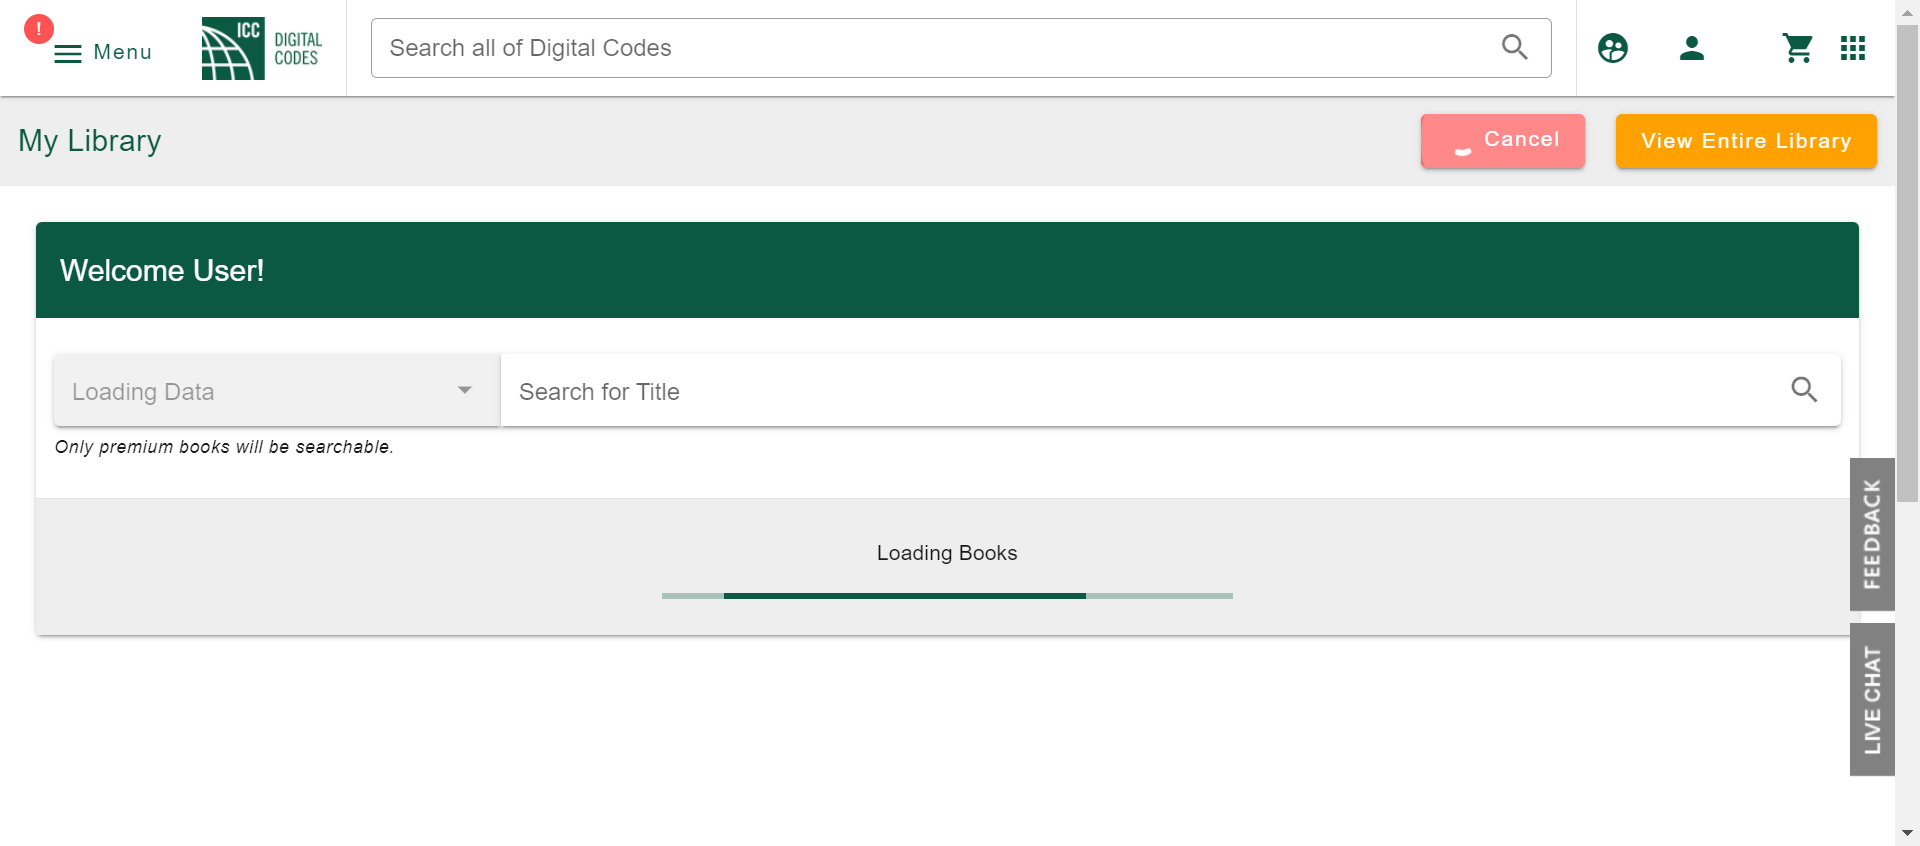 !
Menu
ICC
DIGITAL
CODES
Search all of Digital Codes
My Library
Cancel
View Entire Library
Welcome User!
Loading Data
Search for Title
Only premium books will be searchable.
Loading Books
FEEDBACK
LIVE CHAT